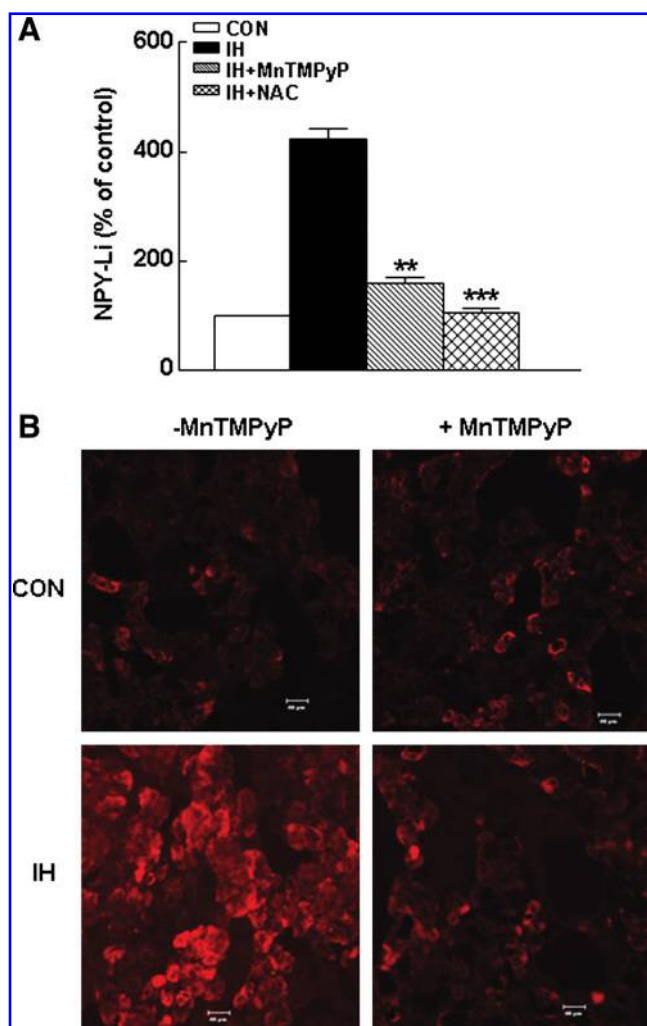 A
CON
IH
IH+MnTMPyP
IH+NAC
NPY-Li (% of control)
600
400
200
0
**
***
B
-MnTMPyP
+ MnTMPyP
CON
IH